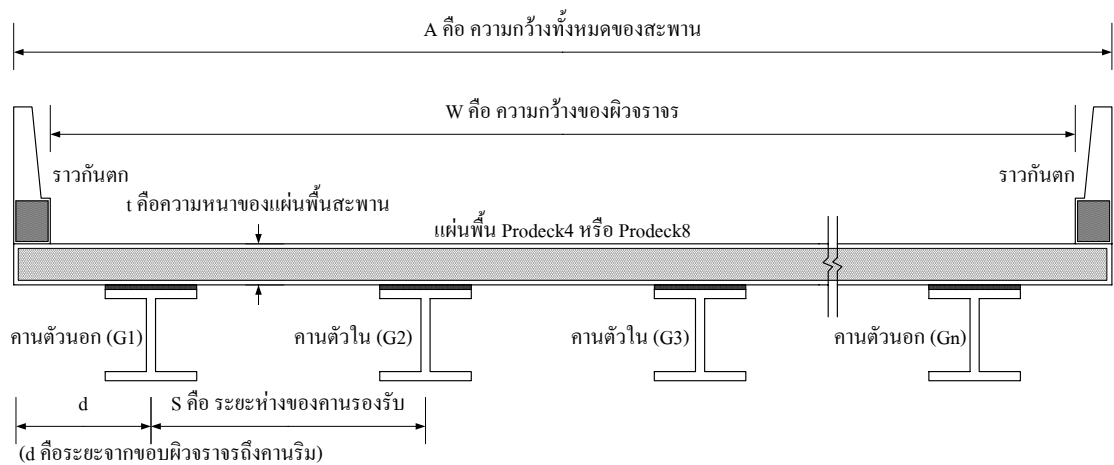 A คือ ความกว้างทั้งหมดของสะพาน
W คือ ความกว้างของผิวจราจร
ราวกันตก
ราวกันตก
t คือความหนาของแผ่นพื้นสะพาน
แผ่นพื้น Prodeck4 หรือ Prodeck8
คานตัวนอก (G1)
คานตัวใน (G2)
คานตัวใน (G3)
คานตัวนอก (Gn)
d
S คือ ระยะห่างของคานรองรับ
(d คือระยะจากขอบผิวจราจรถึงคานริม)